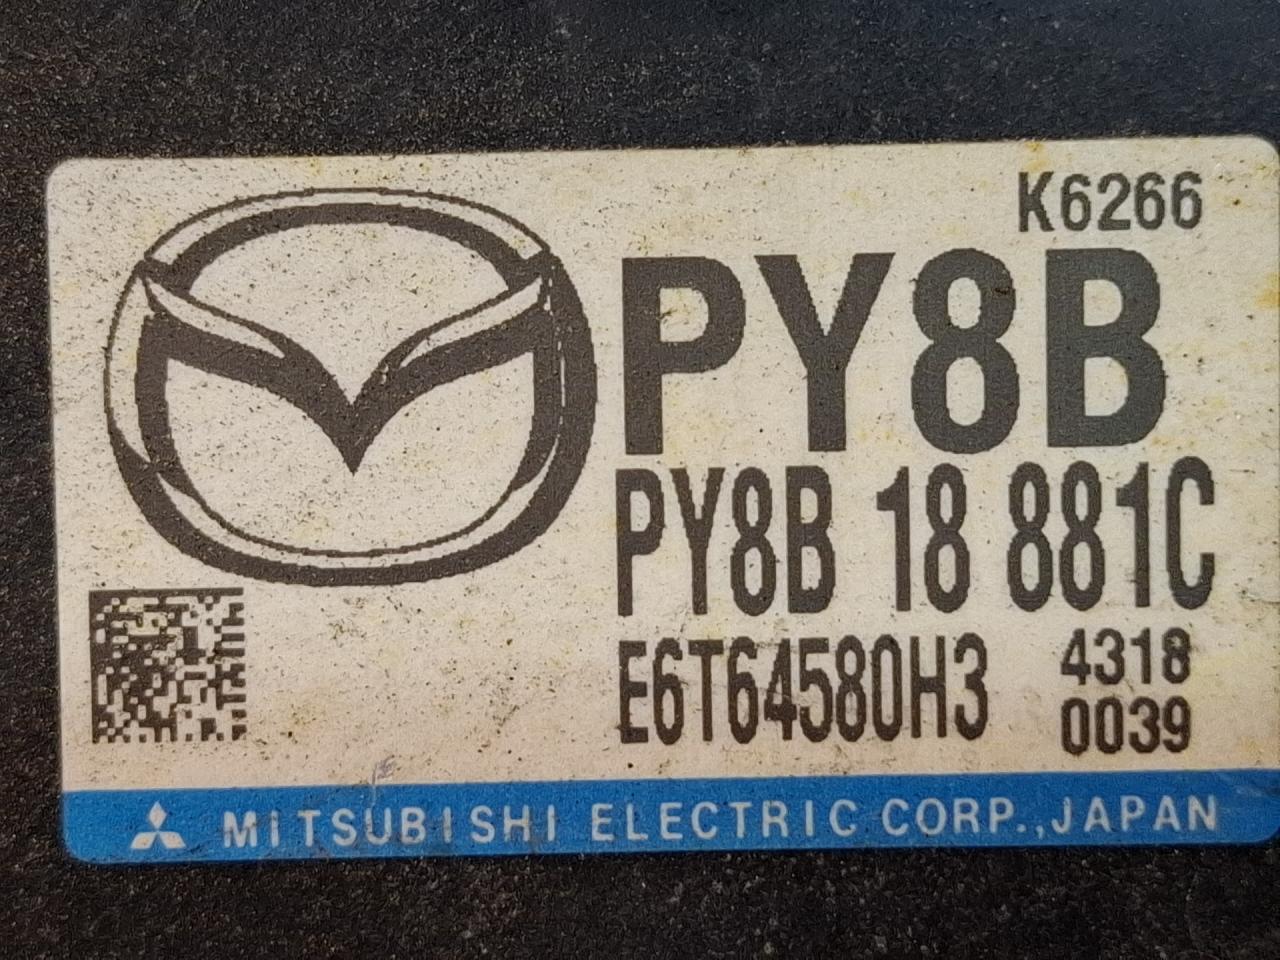 K6266
PY8B
PY8B 18 881C
E6T64580H3
4318
0039
MITSUBISHI ELECTRIC CORP.,JAPAN